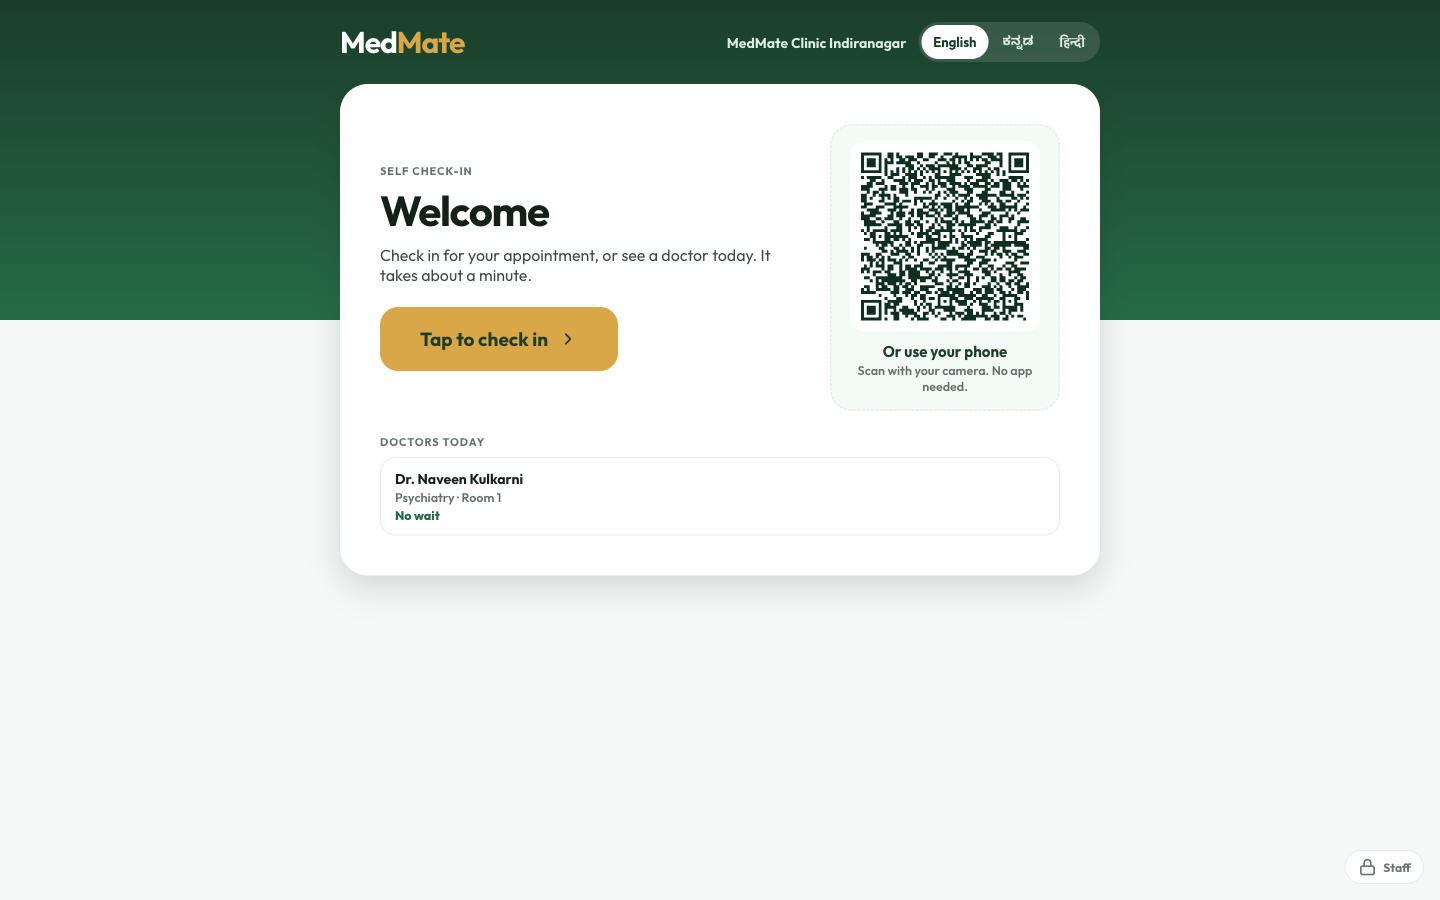 MedMate
MedMate Clinic Indiranagar
English
ಕನ್ನಡ
हिन्दी
SELF CHECK-IN
Welcome
Check in for your appointment, or see a doctor today. It
takes about a minute.
Tap to check in
Or use your phone
Scan with your camera. No app
needed.
DOCTORS TODAY
Dr. Naveen Kulkarni
Psychiatry · Room 1
No wait
Staff